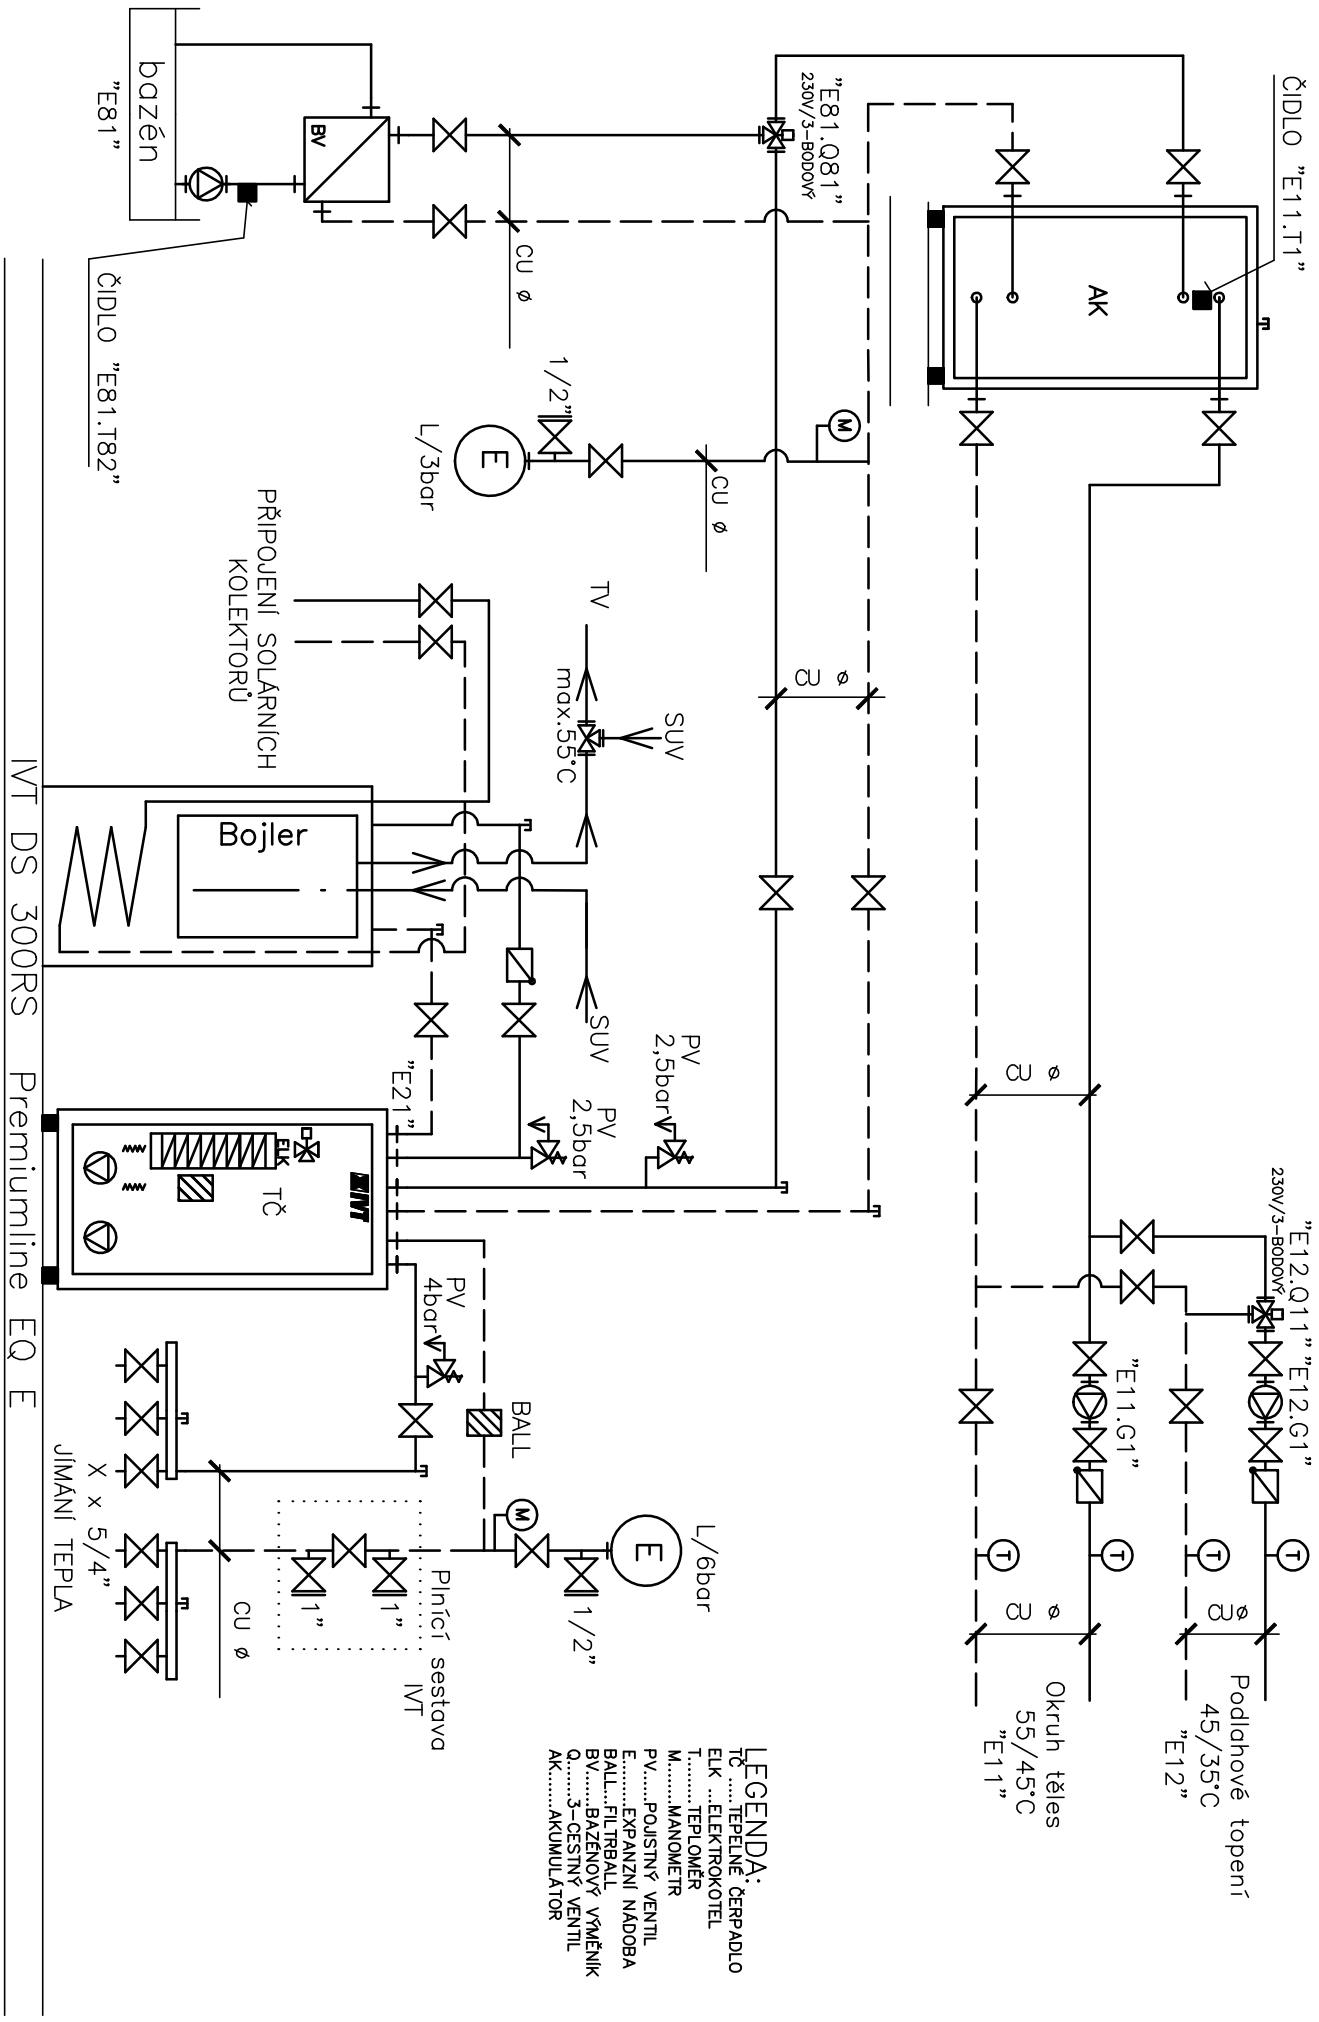 ČIDLO "E11.T1"
AK
"E81.Q81"
230V/3-BODOVÝ
BV
bazén
"E81"
ČIDLO "E81.T82"
CU ø
M
CU ø
1/2"
E
L/3bar
PŘIPOJENÍ SOLÁRNÍCH
KOLEKTORŮ
TV
max.55°C
SUV
CU ø
Bojler
SUV
PV
2,5bar
PV
2,5bar
"E21"
ELK
TČ
IVT
PV
4bar
BALL
M
E
L/6bar
1/2"
1"
1"
Plnící sestava
IVT
CU ø
X x 5/4"
JÍMÁNÍ TEPLA
CU ø
"E12.Q11"
230V/3-BODOVÝ
"E12.G1"
"E11.G1"
T
T
T
T
CU ø
CU ø
Podlahové topení
45/35°C
"E12"
Okruh těles
55/45°C
"E11"
LEGENDA:
TČ ......TEPELNÉ ČERPADLO
ELK ...ELEKTROKOTEL
T.........TEPLOMĚR
M........MANOMETR
PV.....POJISTNÝ VENTIL
E........EXPANZNÍ NÁDOBA
BALL...FILTRBALL
BV......BAZÉNOVÝ VÝMĚNÍK
Q......3-CESTNÝ VENTIL
AK.......AKUMULÁTOR
IVT DS 300RS Premiumline EQ E